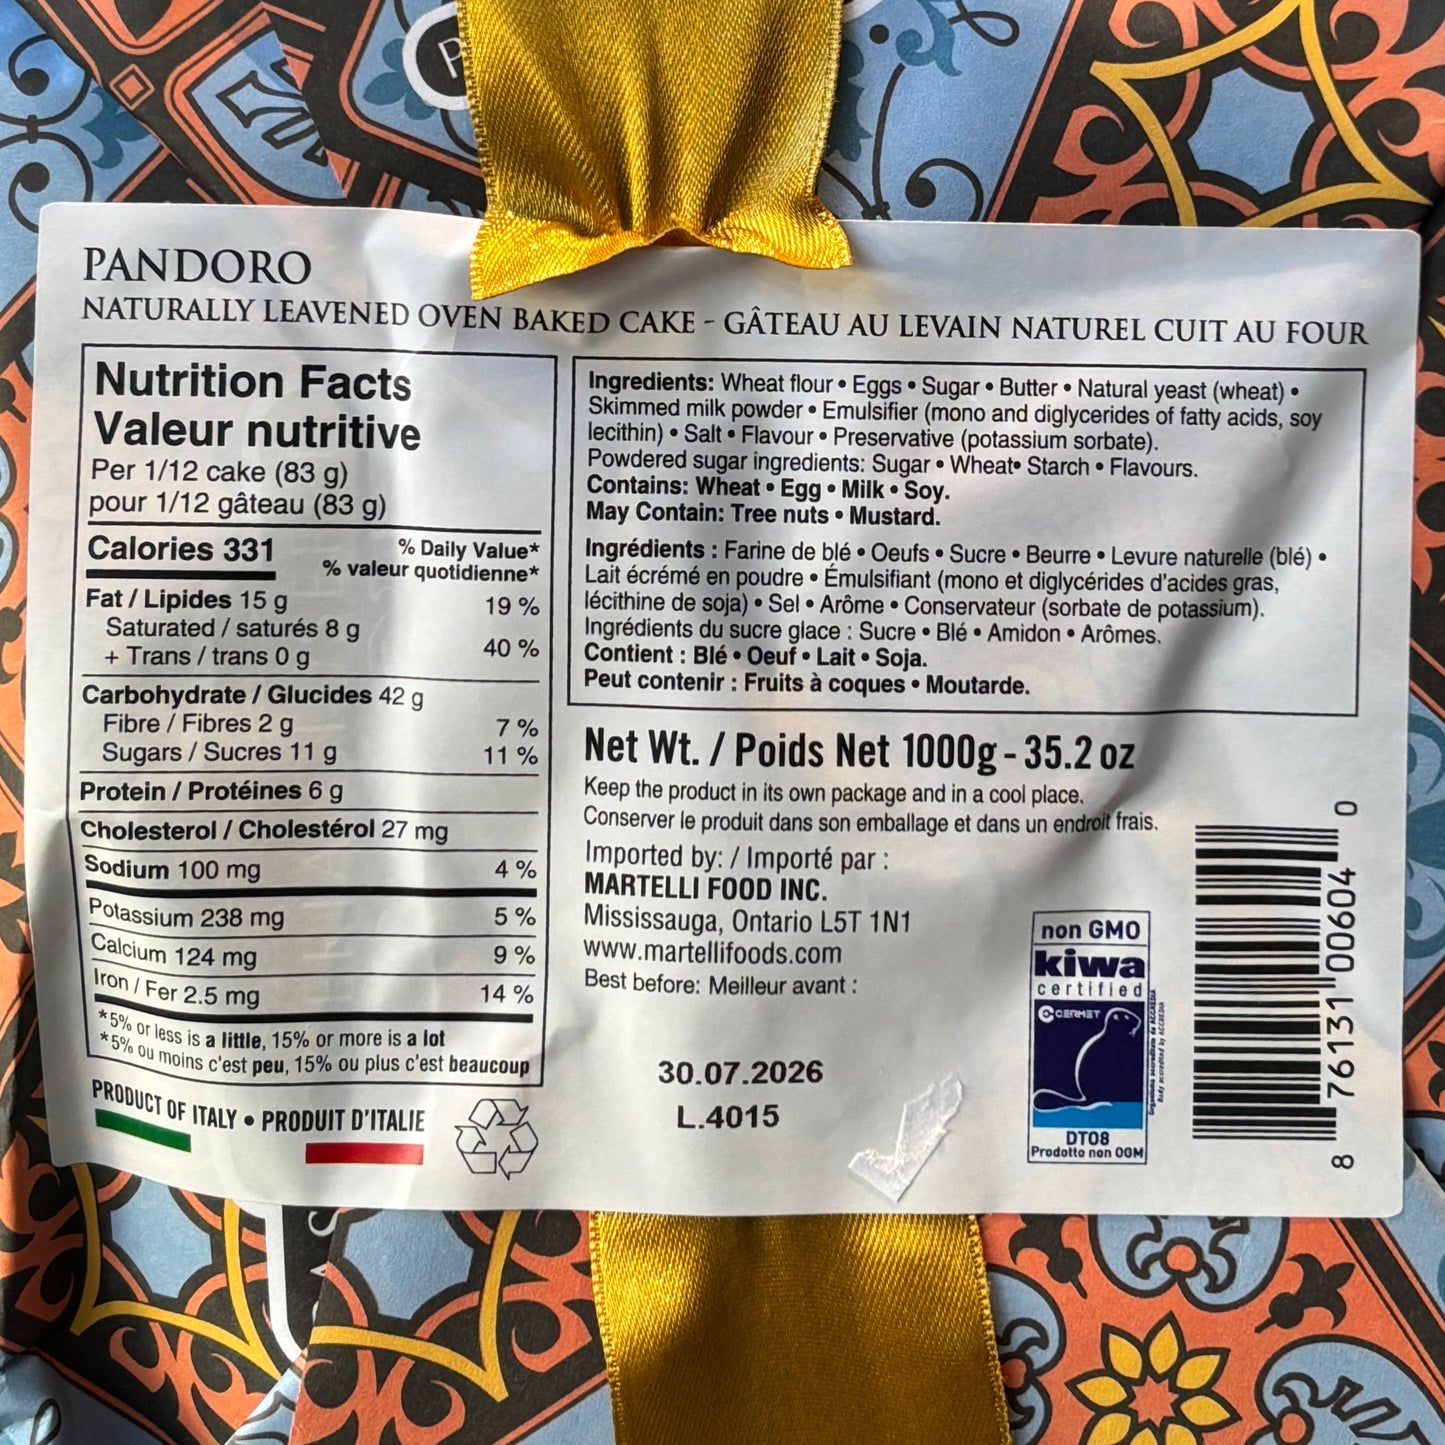 P
PANDORO
NATURALLY LEAVENED OVEN BAKED CAKE - GÂTEAU AU LEVAIN NATUREL CUIT AU FOUR
Nutrition Facts
Valeur nutritive
Per 1/12 cake (83 g)
pour 1/12 gâteau (83 g)
Calories 331
% Daily Value*
% valeur quotidienne*
Fat / Lipides 15 g 19 %
Saturated / saturés 8 g
+ Trans / trans 0 g 40 %
Carbohydrate / Glucides 42 g
Fibre / Fibres 2 g 7 %
Sugars / Sucres 11 g 11 %
Protein / Protéines 6 g
Cholesterol / Cholestérol 27 mg
Sodium 100 mg 4 %
Potassium 238 mg 5 %
Calcium 124 mg 9 %
Iron / Fer 2.5 mg 14 %
*5% or less is a little, 15% or more is a lot
*5% ou moins c'est peu, 15% ou plus c'est beaucoup
PRODUCT OF ITALY • PRODUIT D'ITALIE
Ingredients: Wheat flour • Eggs • Sugar • Butter • Natural yeast (wheat) •
Skimmed milk powder • Emulsifier (mono and diglycerides of fatty acids, soy
lecithin) • Salt • Flavour • Preservative (potassium sorbate).
Powdered sugar ingredients: Sugar • Wheat• Starch • Flavours.
Contains: Wheat • Egg • Milk • Soy.
May Contain: Tree nuts • Mustard.
Ingrédients : Farine de blé • Oeufs • Sucre • Beurre • Levure naturelle (blé) •
Lait écrémé en poudre • Émulsifiant (mono et diglycérides d'acides gras,
lécithine de soja) • Sel • Arôme • Conservateur (sorbate de potassium).
Ingrédients du sucre glace : Sucre • Blé • Amidon • Arômes.
Contient : Blé • Oeuf • Lait • Soja.
Peut contenir : Fruits à coques • Moutarde.
Net Wt. / Poids Net 1000g - 35.2 oz
Keep the product in its own package and in a cool place.
Conserver le produit dans son emballage et dans un endroit frais.
Imported by: / Importé par :
MARTELLI FOOD INC.
Mississauga, Ontario L5T 1N1
www.martellifoods.com
Best before: Meilleur avant :
30.07.2026
L.4015
non GMO
kiwa
certified
CERMET
DT08
Prodotto non OGM
8 76131 00604 0